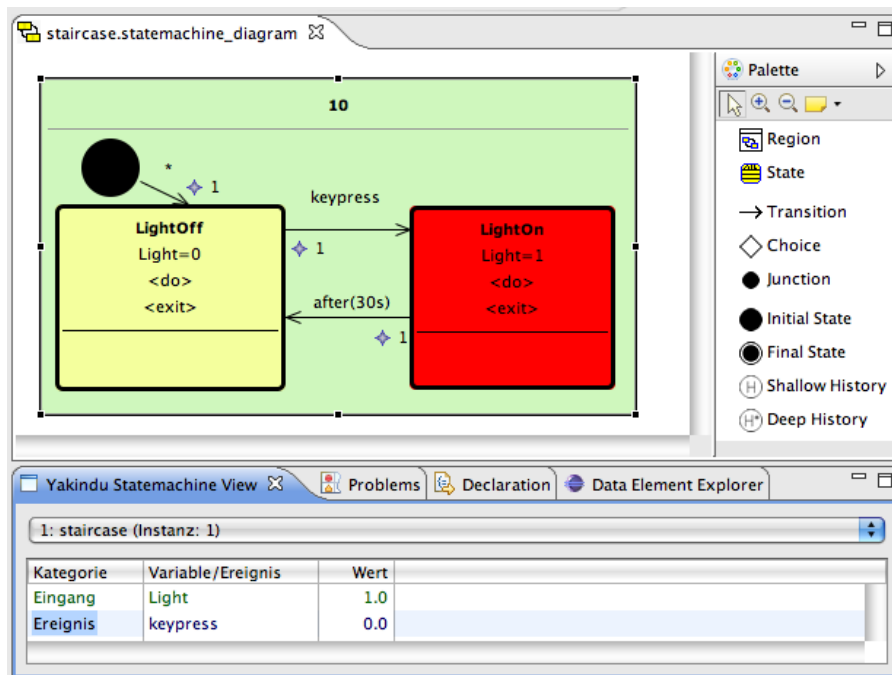 staircase.statemachine_diagram
10
*
1
keypress
LightOff
Light=0
<do>
<exit>
1
LightOn
Light=1
<do>
<exit>
after(30s)
1
Palette
Region
State
Transition
Choice
Junction
Initial State
Final State
H Shallow History
H* Deep History
Yakindu Statemachine View
Problems
Declaration
Data Element Explorer
1: staircase (Instanz: 1)
Kategorie Variable/Ereignis Wert
Eingang Light 1.0
Ereignis keypress 0.0